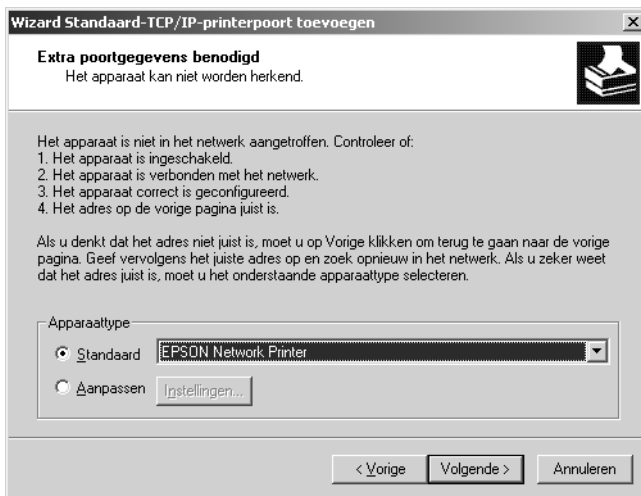 Wizard Standaard-TCP/IP-printerpoort toevoegen
Extra poortgegevens benodigd
Het apparaat kan niet worden herkend.
Het apparaat is niet in het netwerk aangetroffen. Controleer of:
1. Het apparaat is ingeschakeld.
2. Het apparaat is verbonden met het netwerk.
3. Het apparaat correct is geconfigureerd.
4. Het adres op de vorige pagina juist is.
Als u denkt dat het adres niet juist is, moet u op Vorige klikken om terug te gaan naar de vorige
pagina. Geef vervolgens het juiste adres op en zoek opnieuw in het netwerk. Als u zeker weet
dat het adres juist is, moet u het onderstaande apparaattype selecteren.
Apparaattype
Standaard EPSON Network Printer
Aanpassen Instellingen...
< Vorige Volgende > Annuleren